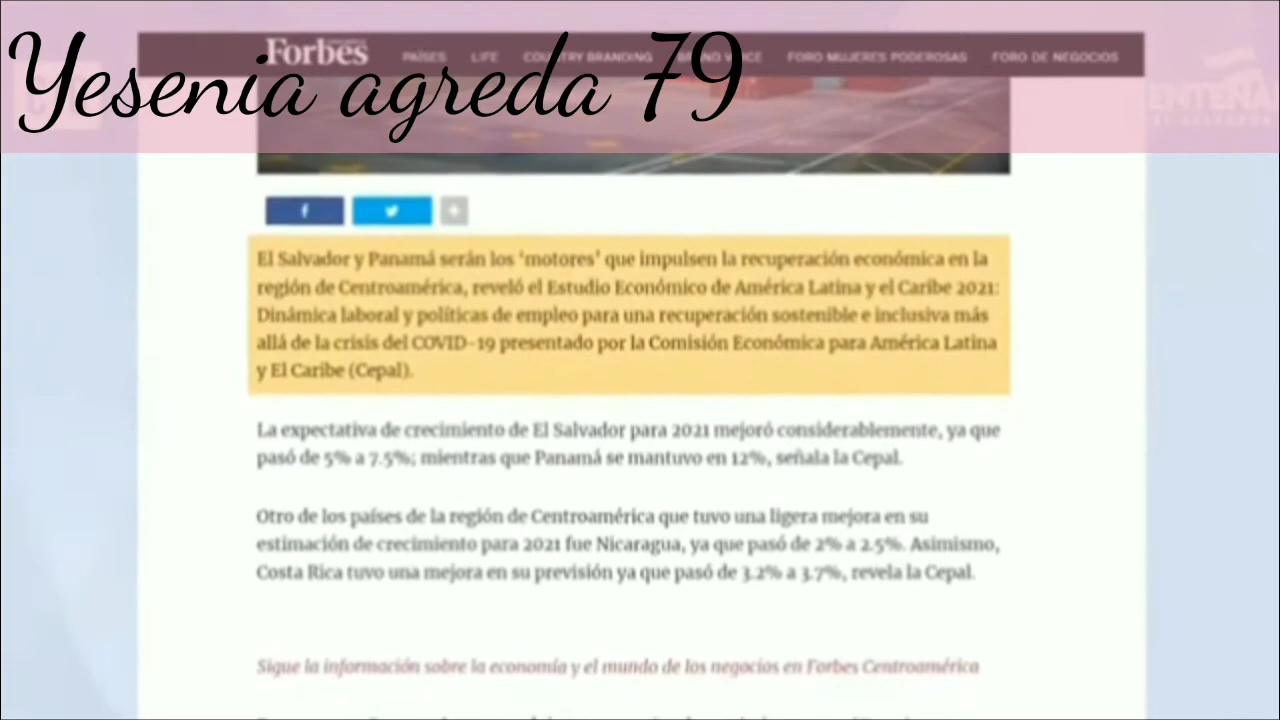 Forbes PAÍSES LIFE COUNTRY BRANDING BRAND VOICE FORO MUJERES PODEROSAS FORO DE NEGOCIOS
Yesenia agreda 79
ENTENA
EL SALVADOR
El Salvador y Panamá serán los 'motores' que impulsen la recuperación económica en la
región de Centroamérica, reveló el Estudio Económico de América Latina y el Caribe 2021:
Dinámica laboral y políticas de empleo para una recuperación sostenible e inclusiva más
allá de la crisis del COVID-19 presentado por la Comisión Económica para América Latina
y El Caribe (Cepal).
La expectativa de crecimiento de El Salvador para 2021 mejoró considerablemente, ya que
pasó de 5% a 7.5%; mientras que Panamá se mantuvo en 12%, señala la Cepal.
Otro de los países de la región de Centroamérica que tuvo una ligera mejora en su
estimación de crecimiento para 2021 fue Nicaragua, ya que pasó de 2% a 2.5%. Asimismo,
Costa Rica tuvo una mejora en su previsión ya que pasó de 3.2% a 3.7%, revela la Cepal.
Sigue la información sobre la economía y el mundo de los negocios en Forbes Centroamérica